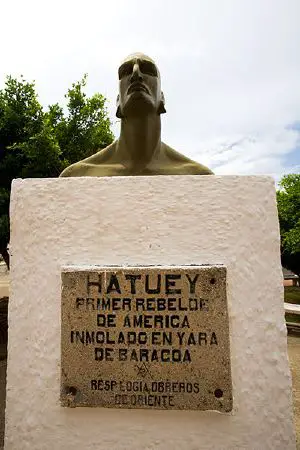 HATUEY
PRIMER REBELDE
DE AMERICA
INMOLADO EN YARA
DE BARACOA
RESP LOGIA OBREROS
DE ORIENTE